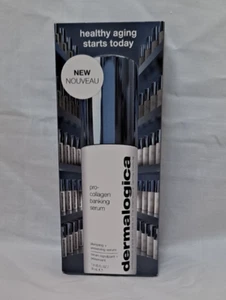 healthy aging
starts today
NEW
NOUVEAU
pro-
collagen
banking
serum
dermalogica